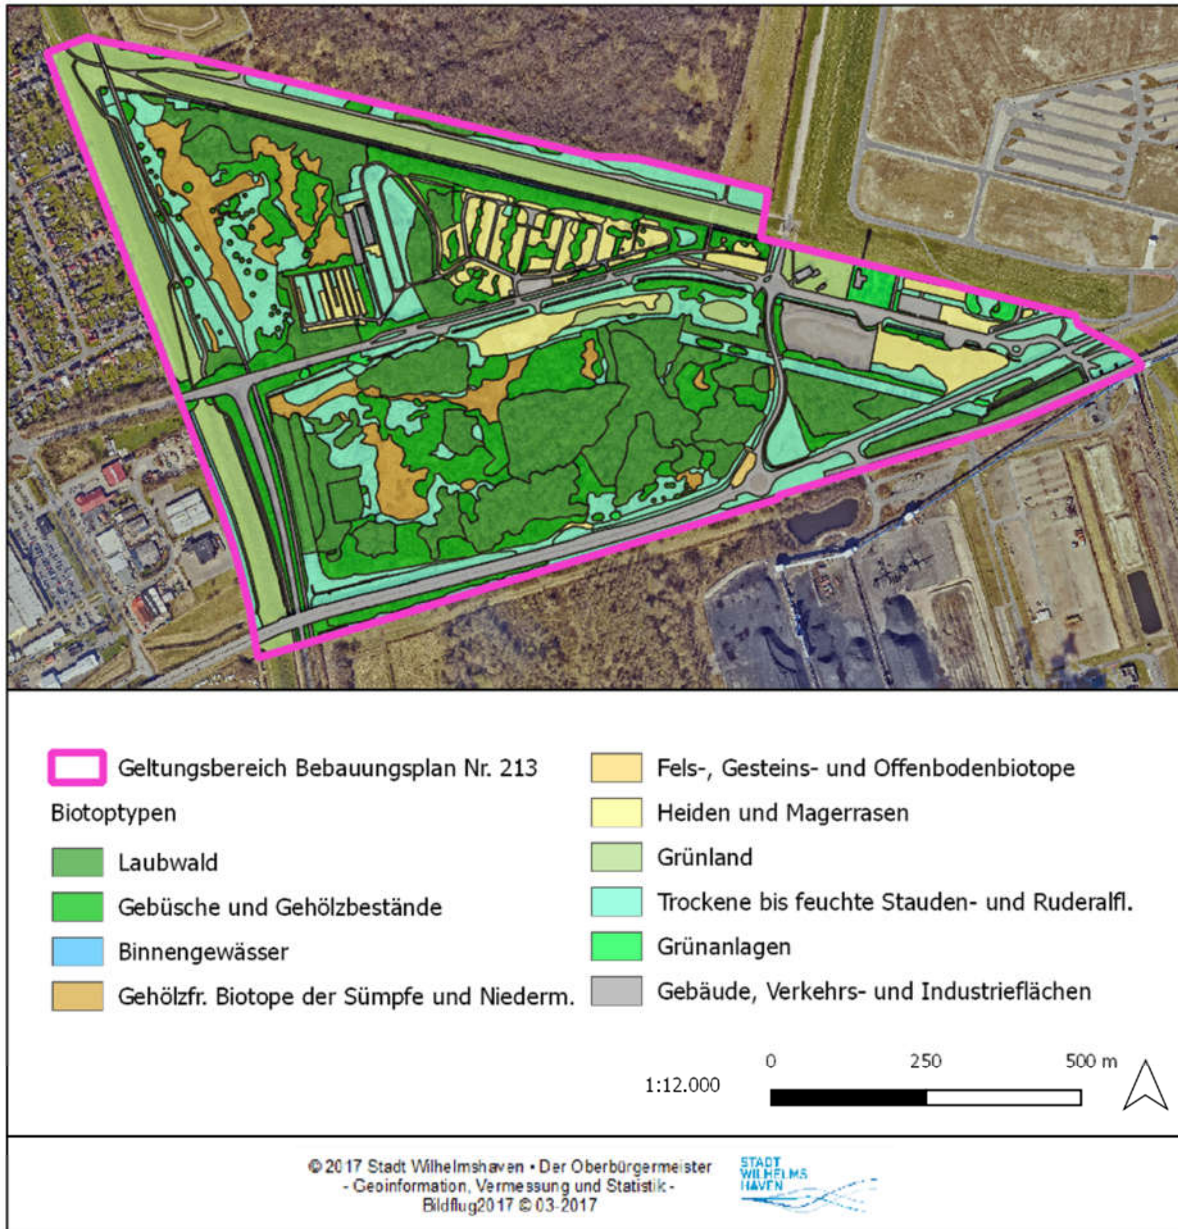 Geltungsbereich Bebauungsplan Nr. 213
Biotoptypen
Laubwald
Gebüsche und Gehölzbestände
Binnengewässer
Gehölzfr. Biotope der Sümpfe und Niederm.
Fels-, Gesteins- und Offenbodenbiotope
Heiden und Magerrasen
Grünland
Trockene bis feuchte Stauden- und Ruderalfl.
Grünanlagen
Gebäude, Verkehrs- und Industrieflächen
0 250 500 m
1:12.000
© 2017 Stadt Wilhelmshaven • Der Oberbürgermeister
- Geoinformation, Vermessung und Statistik -
Bildflug2017 © 03-2017
STADT
WILHELMS
HAVEN